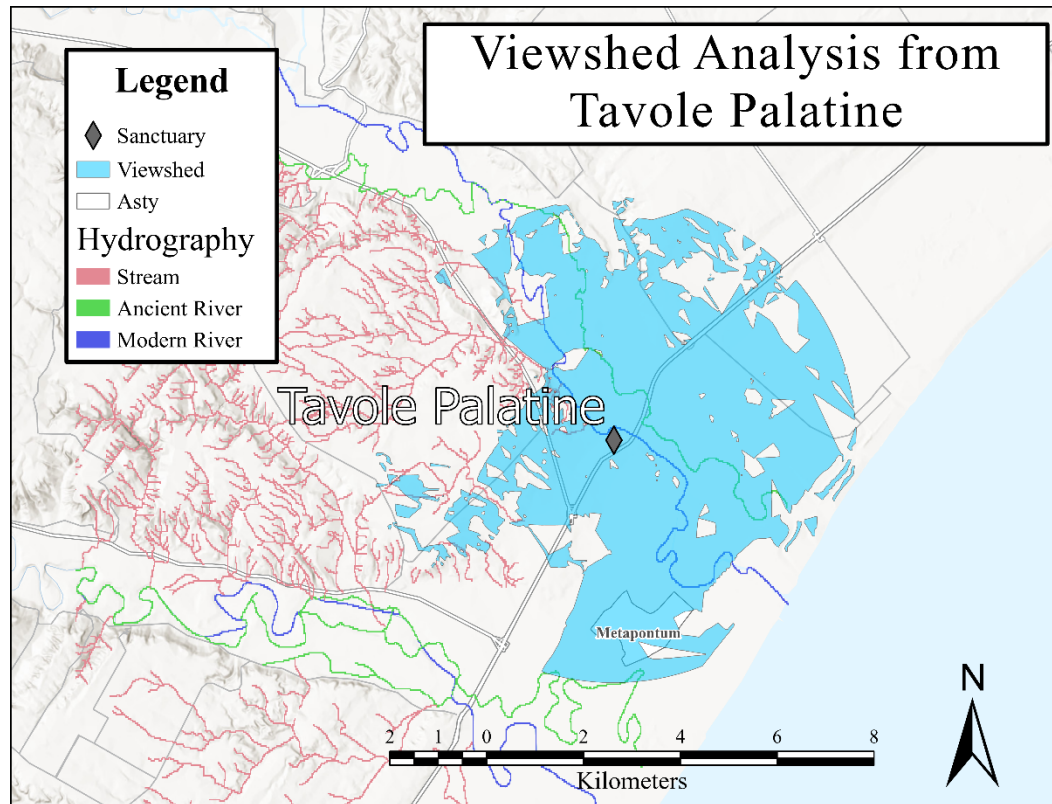 Viewshed Analysis from
Tavole Palatine
Legend
Sanctuary
Viewshed
Asty
Hydrography
Stream
Ancient River
Modern River
Tavole Palatine
Metapontum
N
2 1 0 2 4 6 8
Kilometers